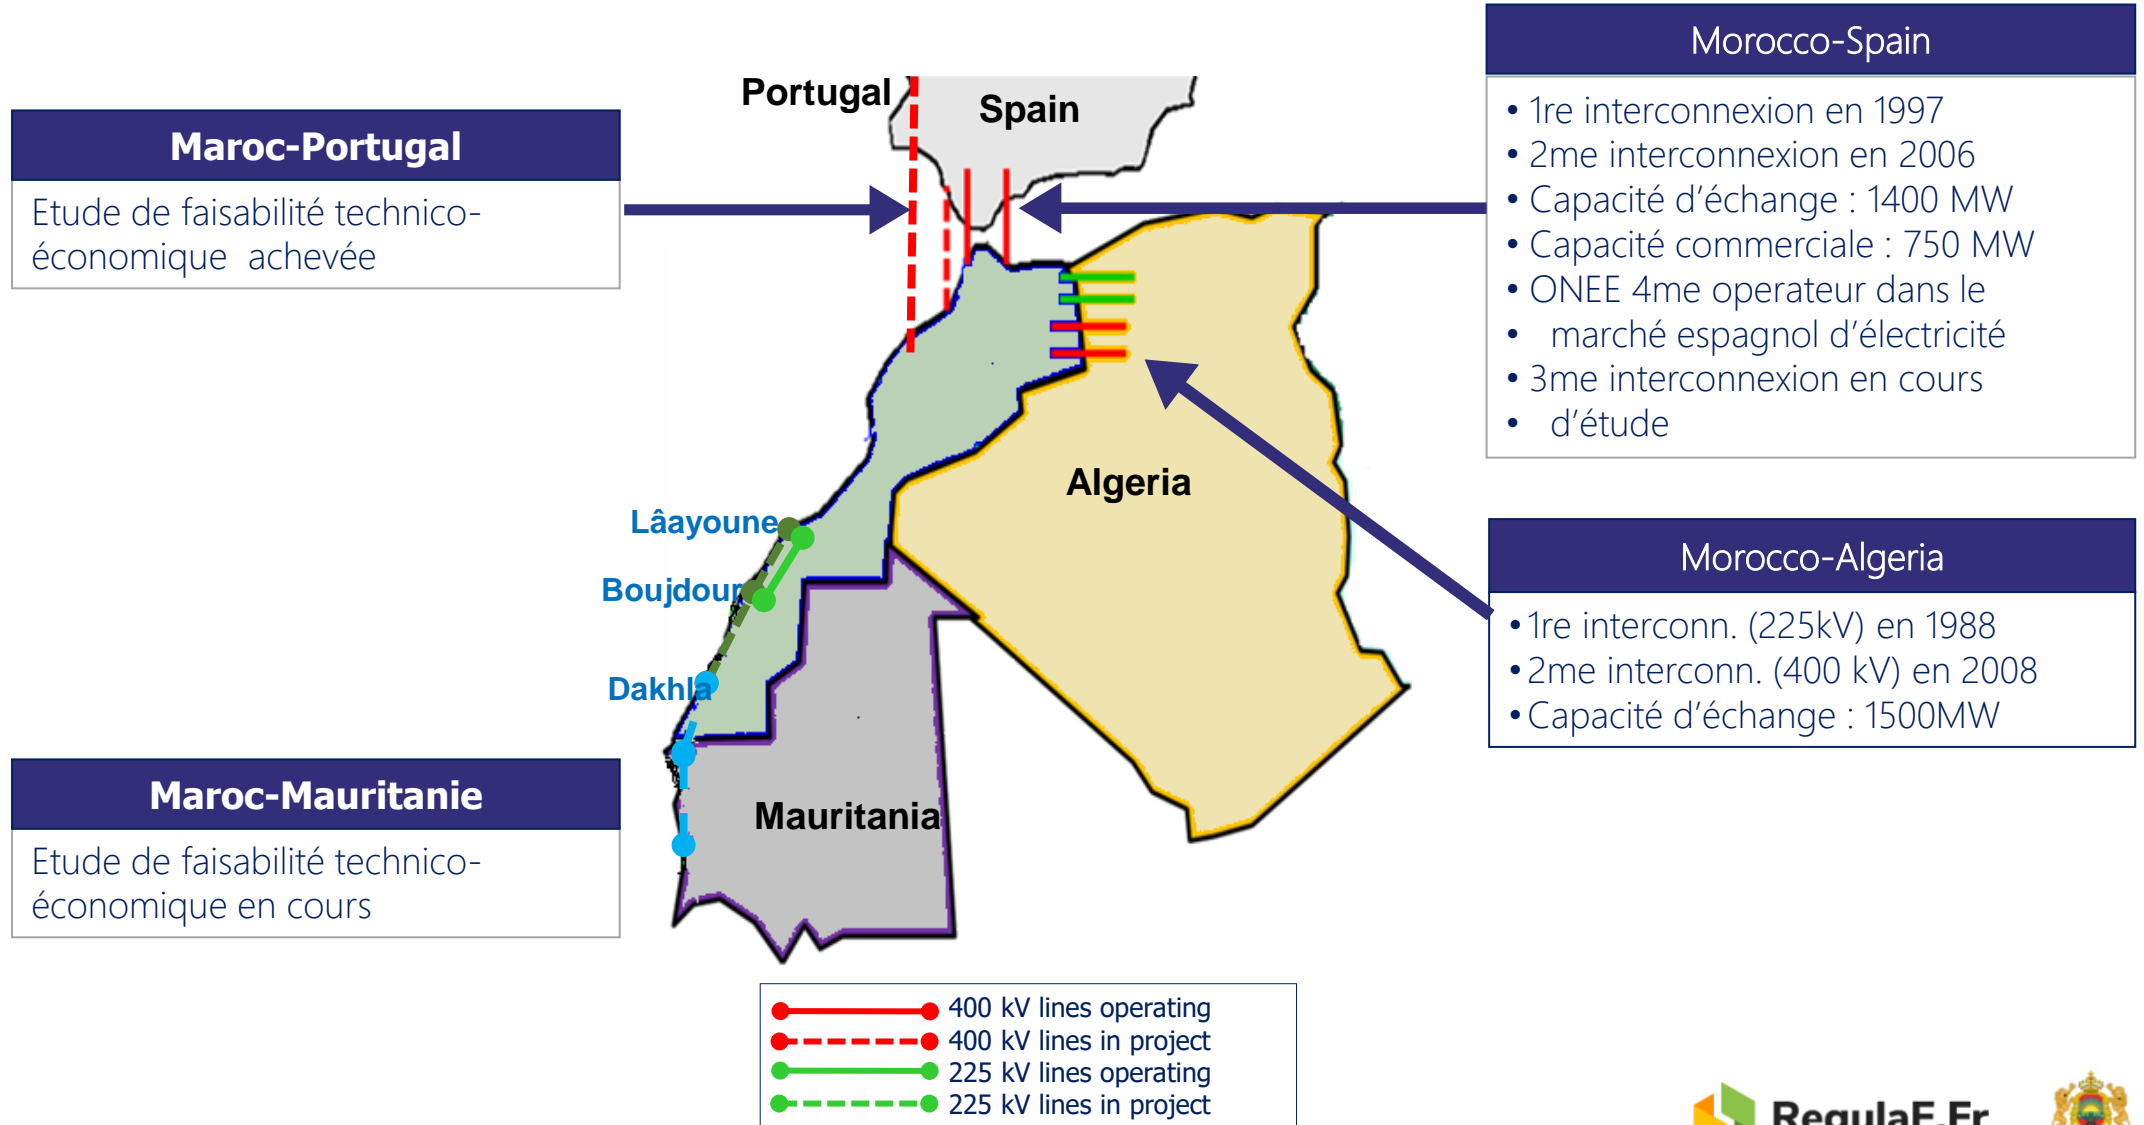 Maroc-Portugal
Etude de faisabilité technico-
économique achevée
Portugal
Spain
Morocco-Spain
• 1re interconnexion en 1997
• 2me interconnexion en 2006
• Capacité d'échange : 1400 MW
• Capacité commerciale : 750 MW
• ONEE 4me operateur dans le
• marché espagnol d'électricité
• 3me interconnexion en cours
• d'étude
Algeria
Lâayoune
Boujdour
Dakhla
Morocco-Algeria
• 1re interconn. (225kV) en 1988
• 2me interconn. (400 kV) en 2008
• Capacité d'échange : 1500MW
Maroc-Mauritanie
Etude de faisabilité technico-
économique en cours
Mauritania
400 kV lines operating
400 kV lines in project
225 kV lines operating
225 kV lines in project
RegulaE.Fr